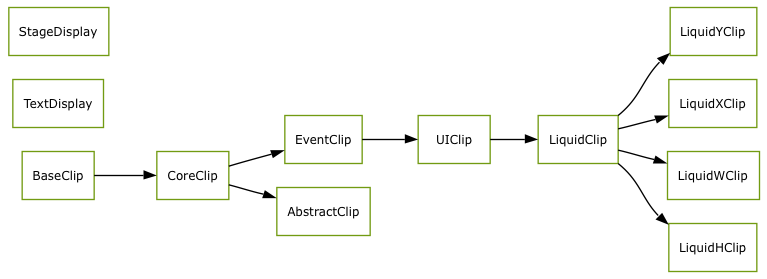 StageDisplay
TextDisplay
BaseClip
CoreClip
EventClip
AbstractClip
UIClip
LiquidClip
LiquidYClip
LiquidXClip
LiquidWClip
LiquidHClip